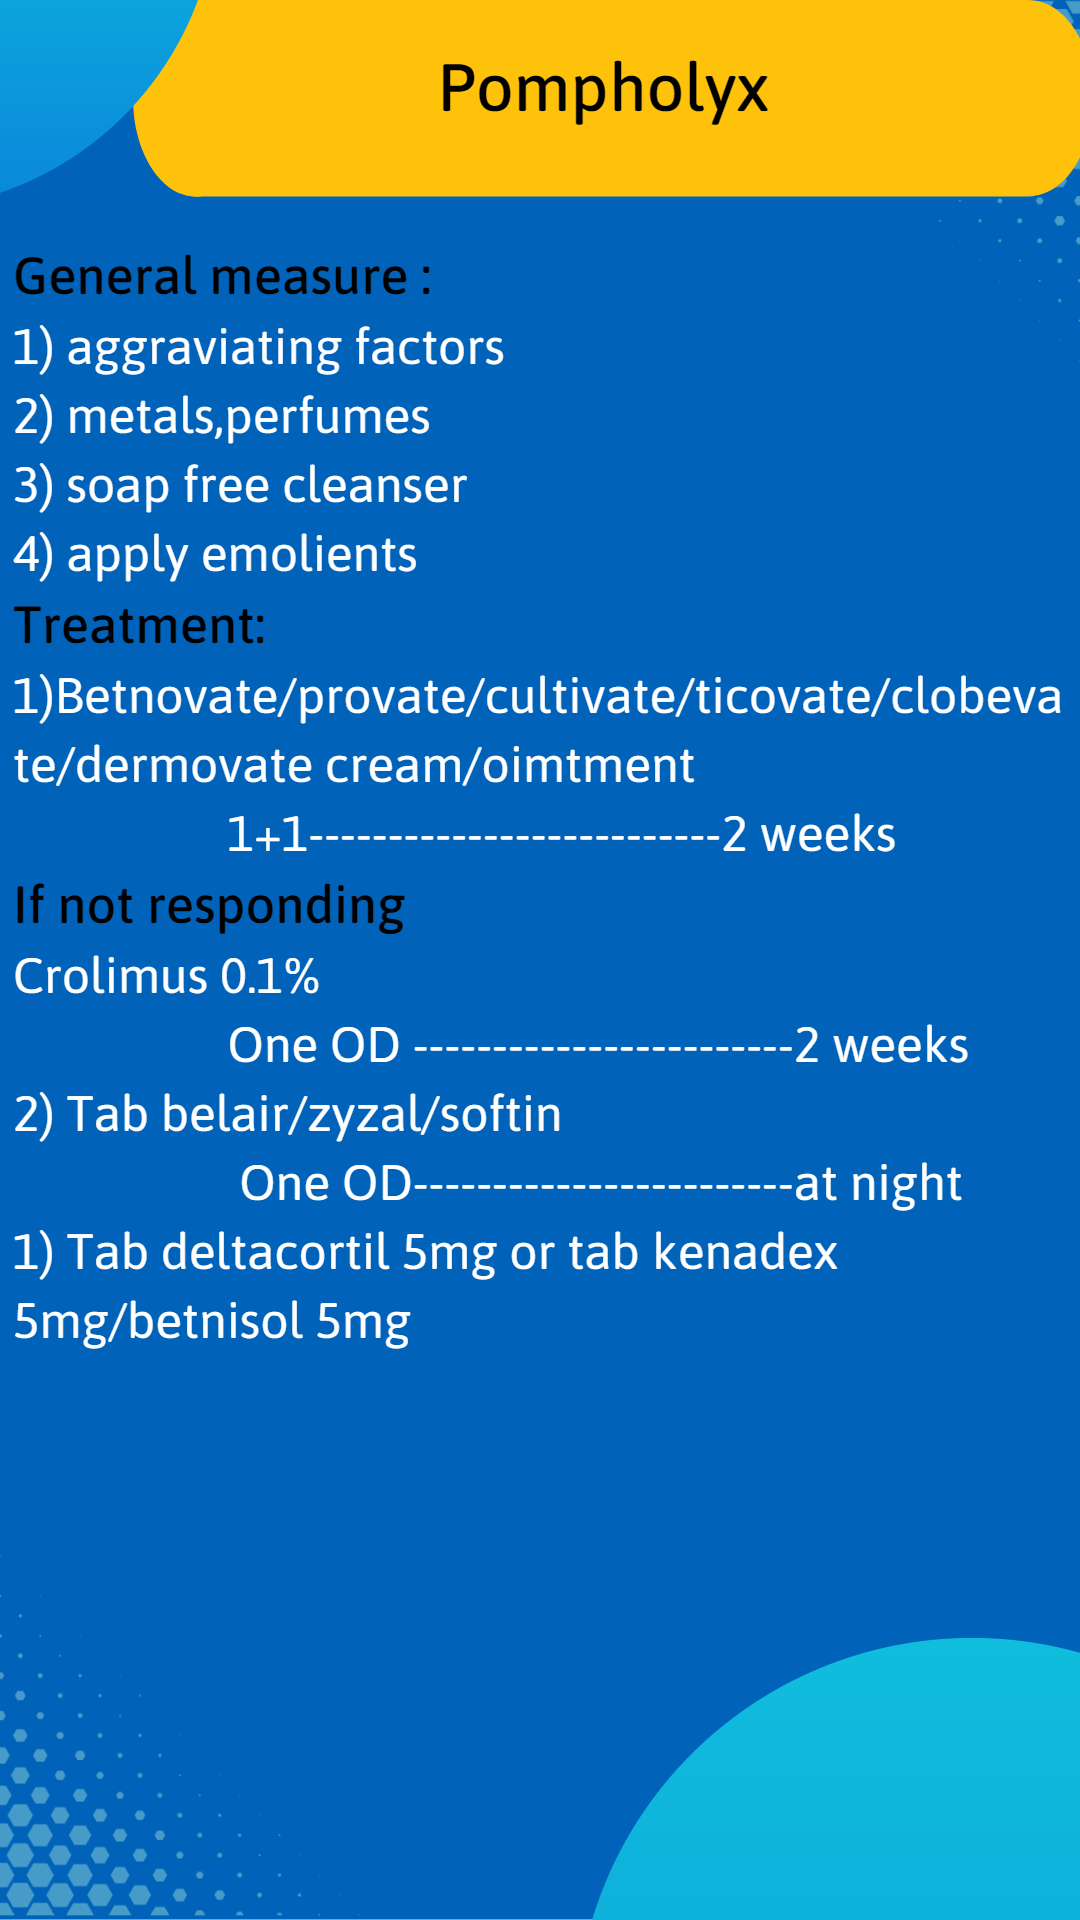 Pompholyx
General measure :
1) aggraviating factors
2) metals,perfumes
3) soap free cleanser
4) apply emolients
Treatment:
1)Betnovate/provate/cultivate/ticovate/clobeva
te/dermovate cream/oimtment
1+1--------------------------2 weeks
If not responding
Crolimus 0.1%
One OD ------------------------2 weeks
2) Tab belair/zyzal/softin
One OD------------------------at night
1) Tab deltacortil 5mg or tab kenadex
5mg/betnisol 5mg